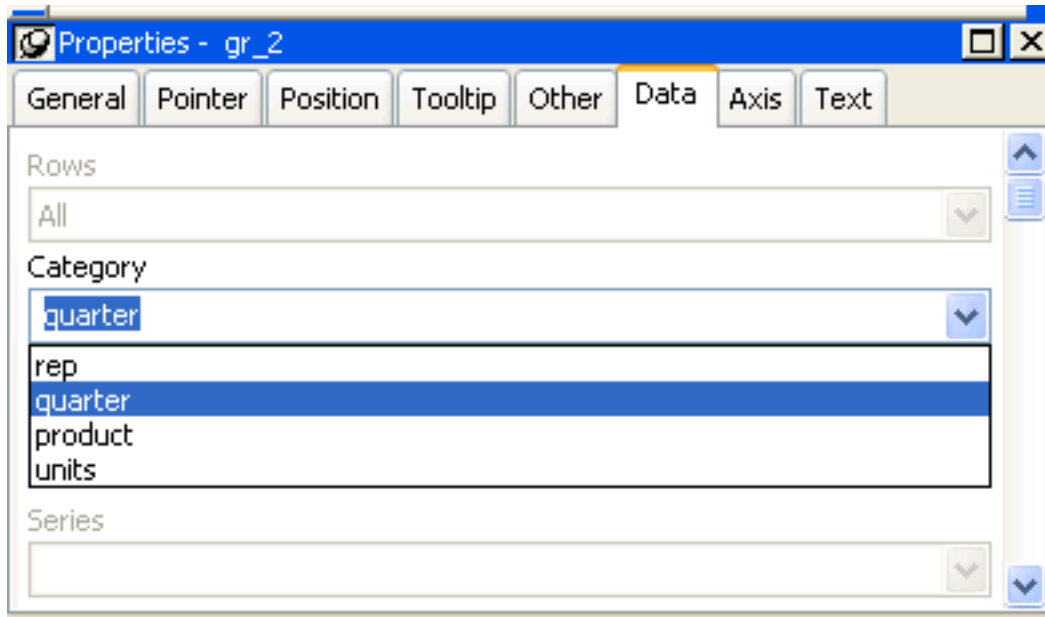 Properties - gr_2
General Pointer Position Tooltip Other Data Axis Text
Rows
All
Category
quarter
rep
quarter
product
units
Series